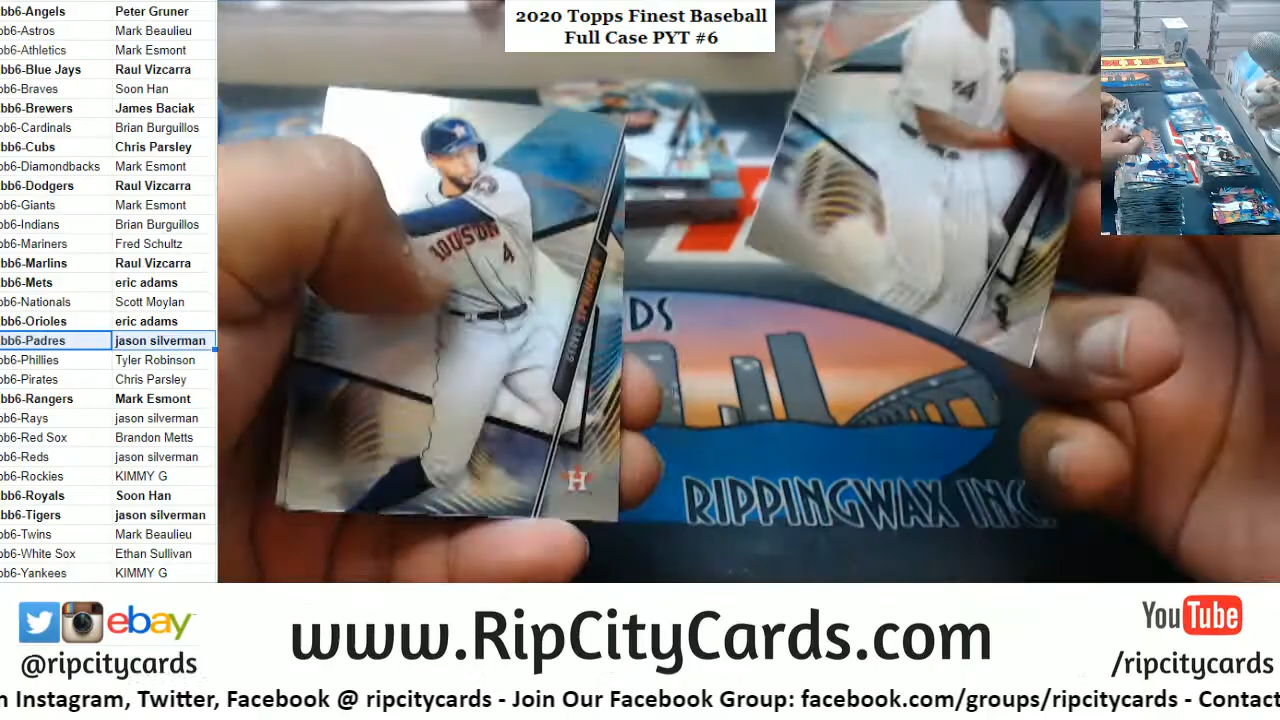 bb6-Angels Peter Gruner
bb6-Astros Mark Beaulieu
bb6-Athletics Mark Esmont
bb6-Blue Jays Raul Vizcarra
bb6-Braves Soon Han
bb6-Brewers James Baciak
bb6-Cardinals Brian Burguillos
bb6-Cubs Chris Parsley
bb6-Diamondbacks Mark Esmont
bb6-Dodgers Raul Vizcarra
bb6-Giants Mark Esmont
bb6-Indians Brian Burguillos
bb6-Mariners Fred Schultz
bb6-Marlins Raul Vizcarra
bb6-Mets eric adams
bb6-Nationals Scott Moylan
bb6-Orioles eric adams
bb6-Padres jason silverman
bb6-Phillies Tyler Robinson
bb6-Pirates Chris Parsley
bb6-Rangers Mark Esmont
bb6-Rays jason silverman
bb6-Red Sox Brandon Metts
bb6-Reds jason silverman
bb6-Rockies KIMMY G
bb6-Royals Soon Han
bb6-Tigers jason silverman
bb6-Twins Mark Beaulieu
bb6-White Sox Ethan Sullivan
bb6-Yankees KIMMY G
2020 Topps Finest Baseball
Full Case PYT #6
HOUSTON
4
GEORGE SPRINGER
H
DS
RIPPINGWAX INC.
ebay
@ripcitycards
www.RipCityCards.com
YouTube
/ripcitycards
n Instagram, Twitter, Facebook @ ripcitycards - Join Our Facebook Group: facebook.com/groups/ripcitycards - Contact